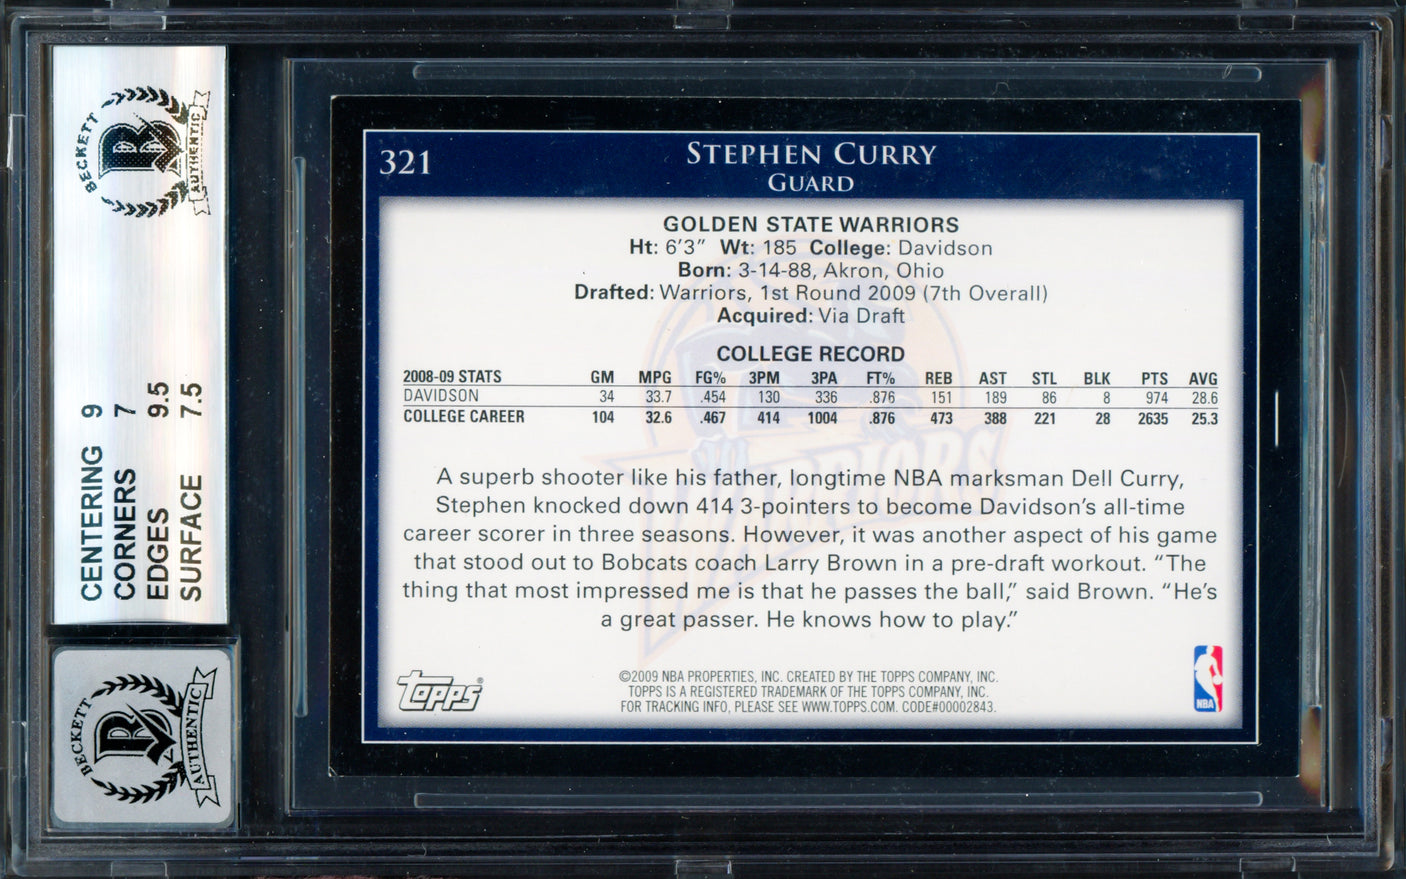 BECKETT
B
AUTHENTIC
CENTERING 9
CORNERS 7
EDGES 9.5
SURFACE 7.5
BECKETT
B
AUTHENTIC
321
STEPHEN CURRY
GUARD
GOLDEN STATE WARRIORS
Ht: 6'3" Wt: 185 College: Davidson
Born: 3-14-88, Akron, Ohio
Drafted: Warriors, 1st Round 2009 (7th Overall)
Acquired: Via Draft
COLLEGE RECORD
2008-09 STATS GM MPG FG% 3PM 3PA FT% REB AST STL BLK PTS AVG
DAVIDSON 34 33.7 .454 130 336 .876 151 189 86 8 974 28.6
COLLEGE CAREER 104 32.6 .467 414 1004 .876 473 388 221 28 2635 25.3
WARRIORS
A superb shooter like his father, longtime NBA marksman Dell Curry,
Stephen knocked down 414 3-pointers to become Davidson's all-time
career scorer in three seasons. However, it was another aspect of his game
that stood out to Bobcats coach Larry Brown in a pre-draft workout. “The
thing that most impressed me is that he passes the ball,” said Brown. “He's
a great passer. He knows how to play.”
Topps®
©2009 NBA PROPERTIES, INC. CREATED BY THE TOPPS COMPANY, INC.
TOPPS IS A REGISTERED TRADEMARK OF THE TOPPS COMPANY, INC.
FOR TRACKING INFO, PLEASE SEE WWW.TOPPS.COM. CODE#00002843.
NBA